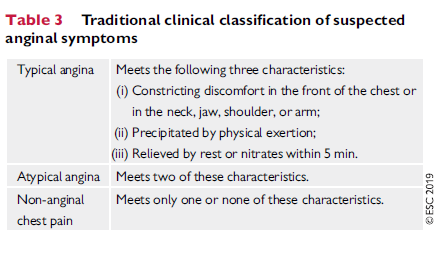 Table 3 Traditional clinical classification of suspected
anginal symptoms
Typical angina Meets the following three characteristics:
(i) Constricting discomfort in the front of the chest or
in the neck, jaw, shoulder, or arm;
(ii) Precipitated by physical exertion;
(iii) Relieved by rest or nitrates within 5 min.
Atypical angina Meets two of these characteristics.
Non-anginal Meets only one or none of these characteristics.
chest pain
© ESC 2019